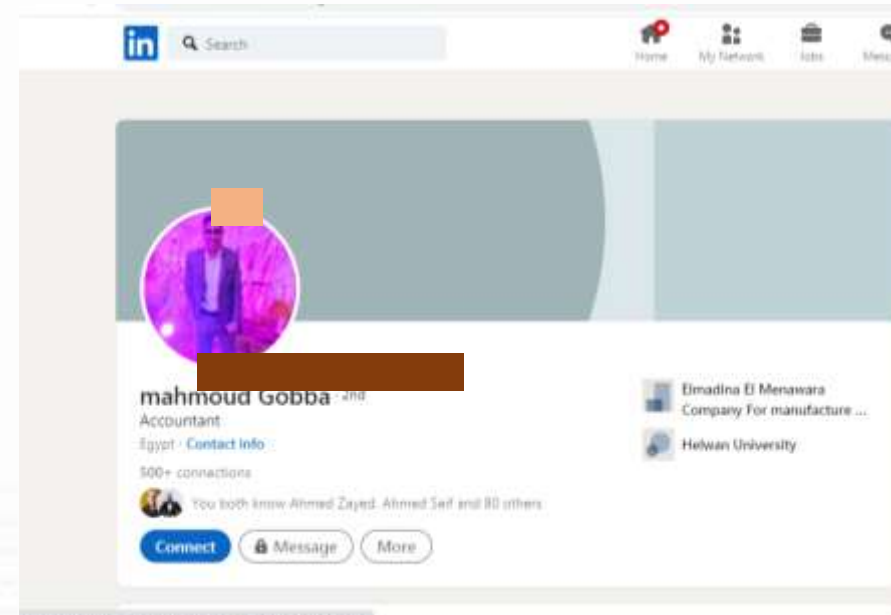 in Search
Home My Network Jobs
mahmoud Gobba · 2nd
Accountant
Egypt · Contact info
500+ connections
You both know Ahmed Zayed, Ahmed Seif and 80 others
Connect Message More
Elmadina El Menawara
Company For manufacture ...
Helwan University